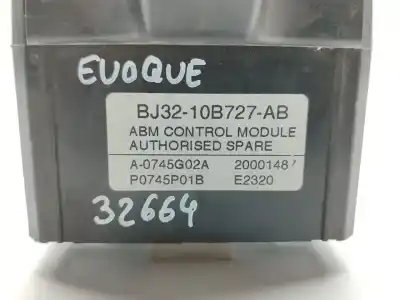 EVOQUE
BJ32-10B727-AB
ABM CONTROL MODULE
AUTHORISED SPARE
A-0745G02A 2000148/
P0745P01B E2320
32664